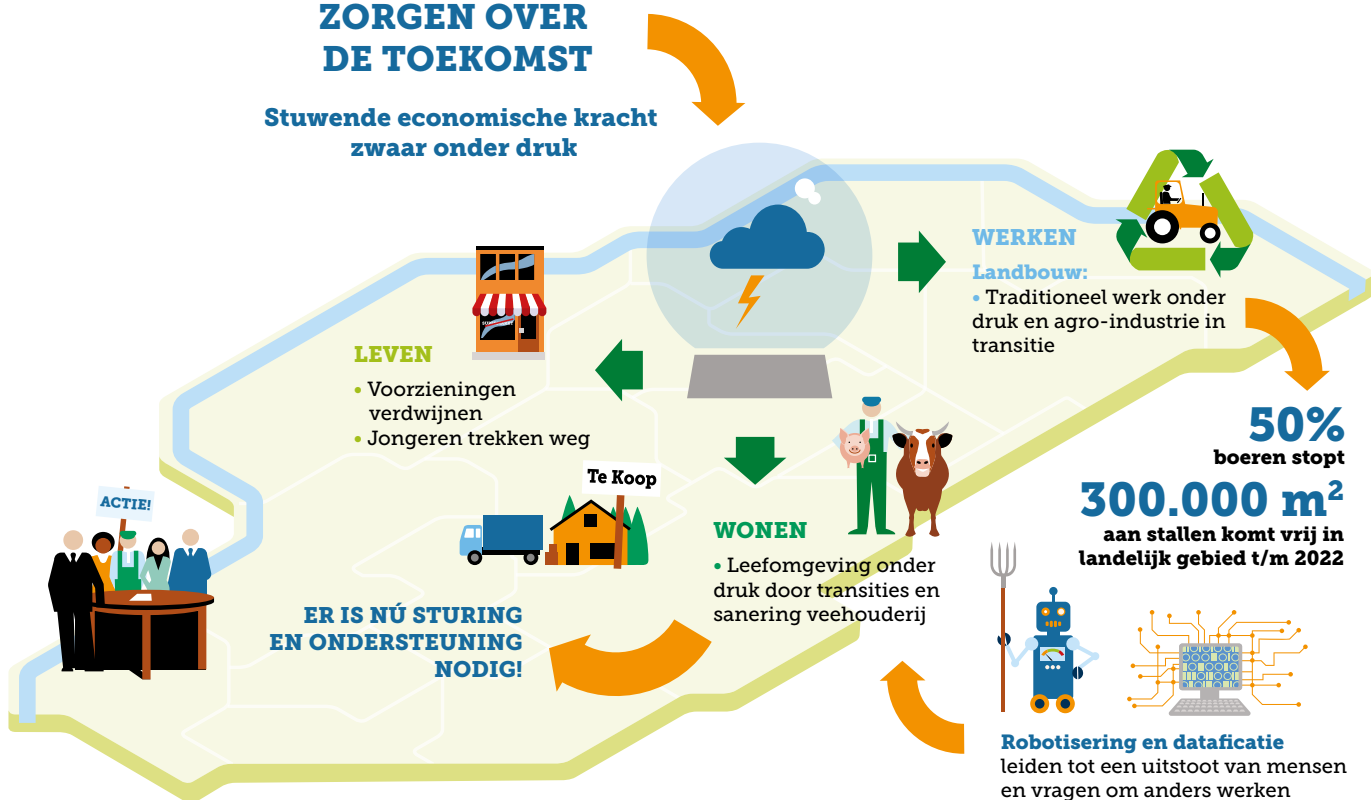 ZORGEN OVER
DE TOEKOMST
Stuwende economische kracht
zwaar onder druk
WERKEN
Landbouw:
• Traditioneel werk onder
druk en agro-industrie in
transitie
LEVEN
• Voorzieningen
verdwijnen
• Jongeren trekken weg
50%
boeren stopt
300.000 m²
aan stallen komt vrij in
landelijk gebied t/m 2022
Te Koop
ACTIE!
WONEN
• Leefomgeving onder
druk door transities en
sanering veehouderij
ER IS NÚ STURING
EN ONDERSTEUNING
NODIG!
Robotisering en dataficatie
leiden tot een uitstoot van mensen
en vragen om anders werken